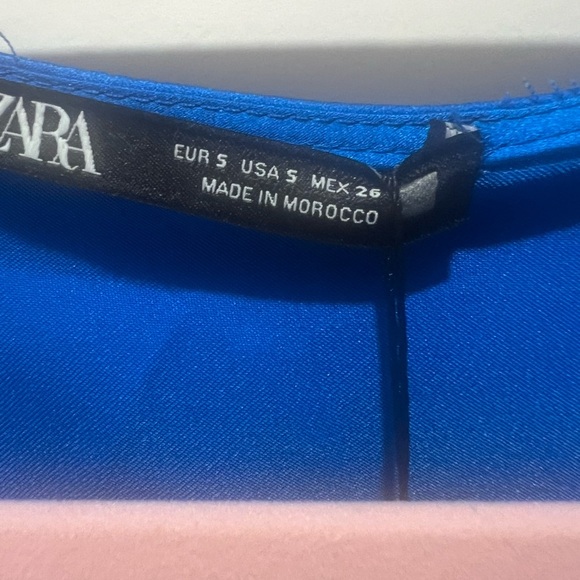 ZARA
EUR S USA S MEX 26
MADE IN MOROCCO